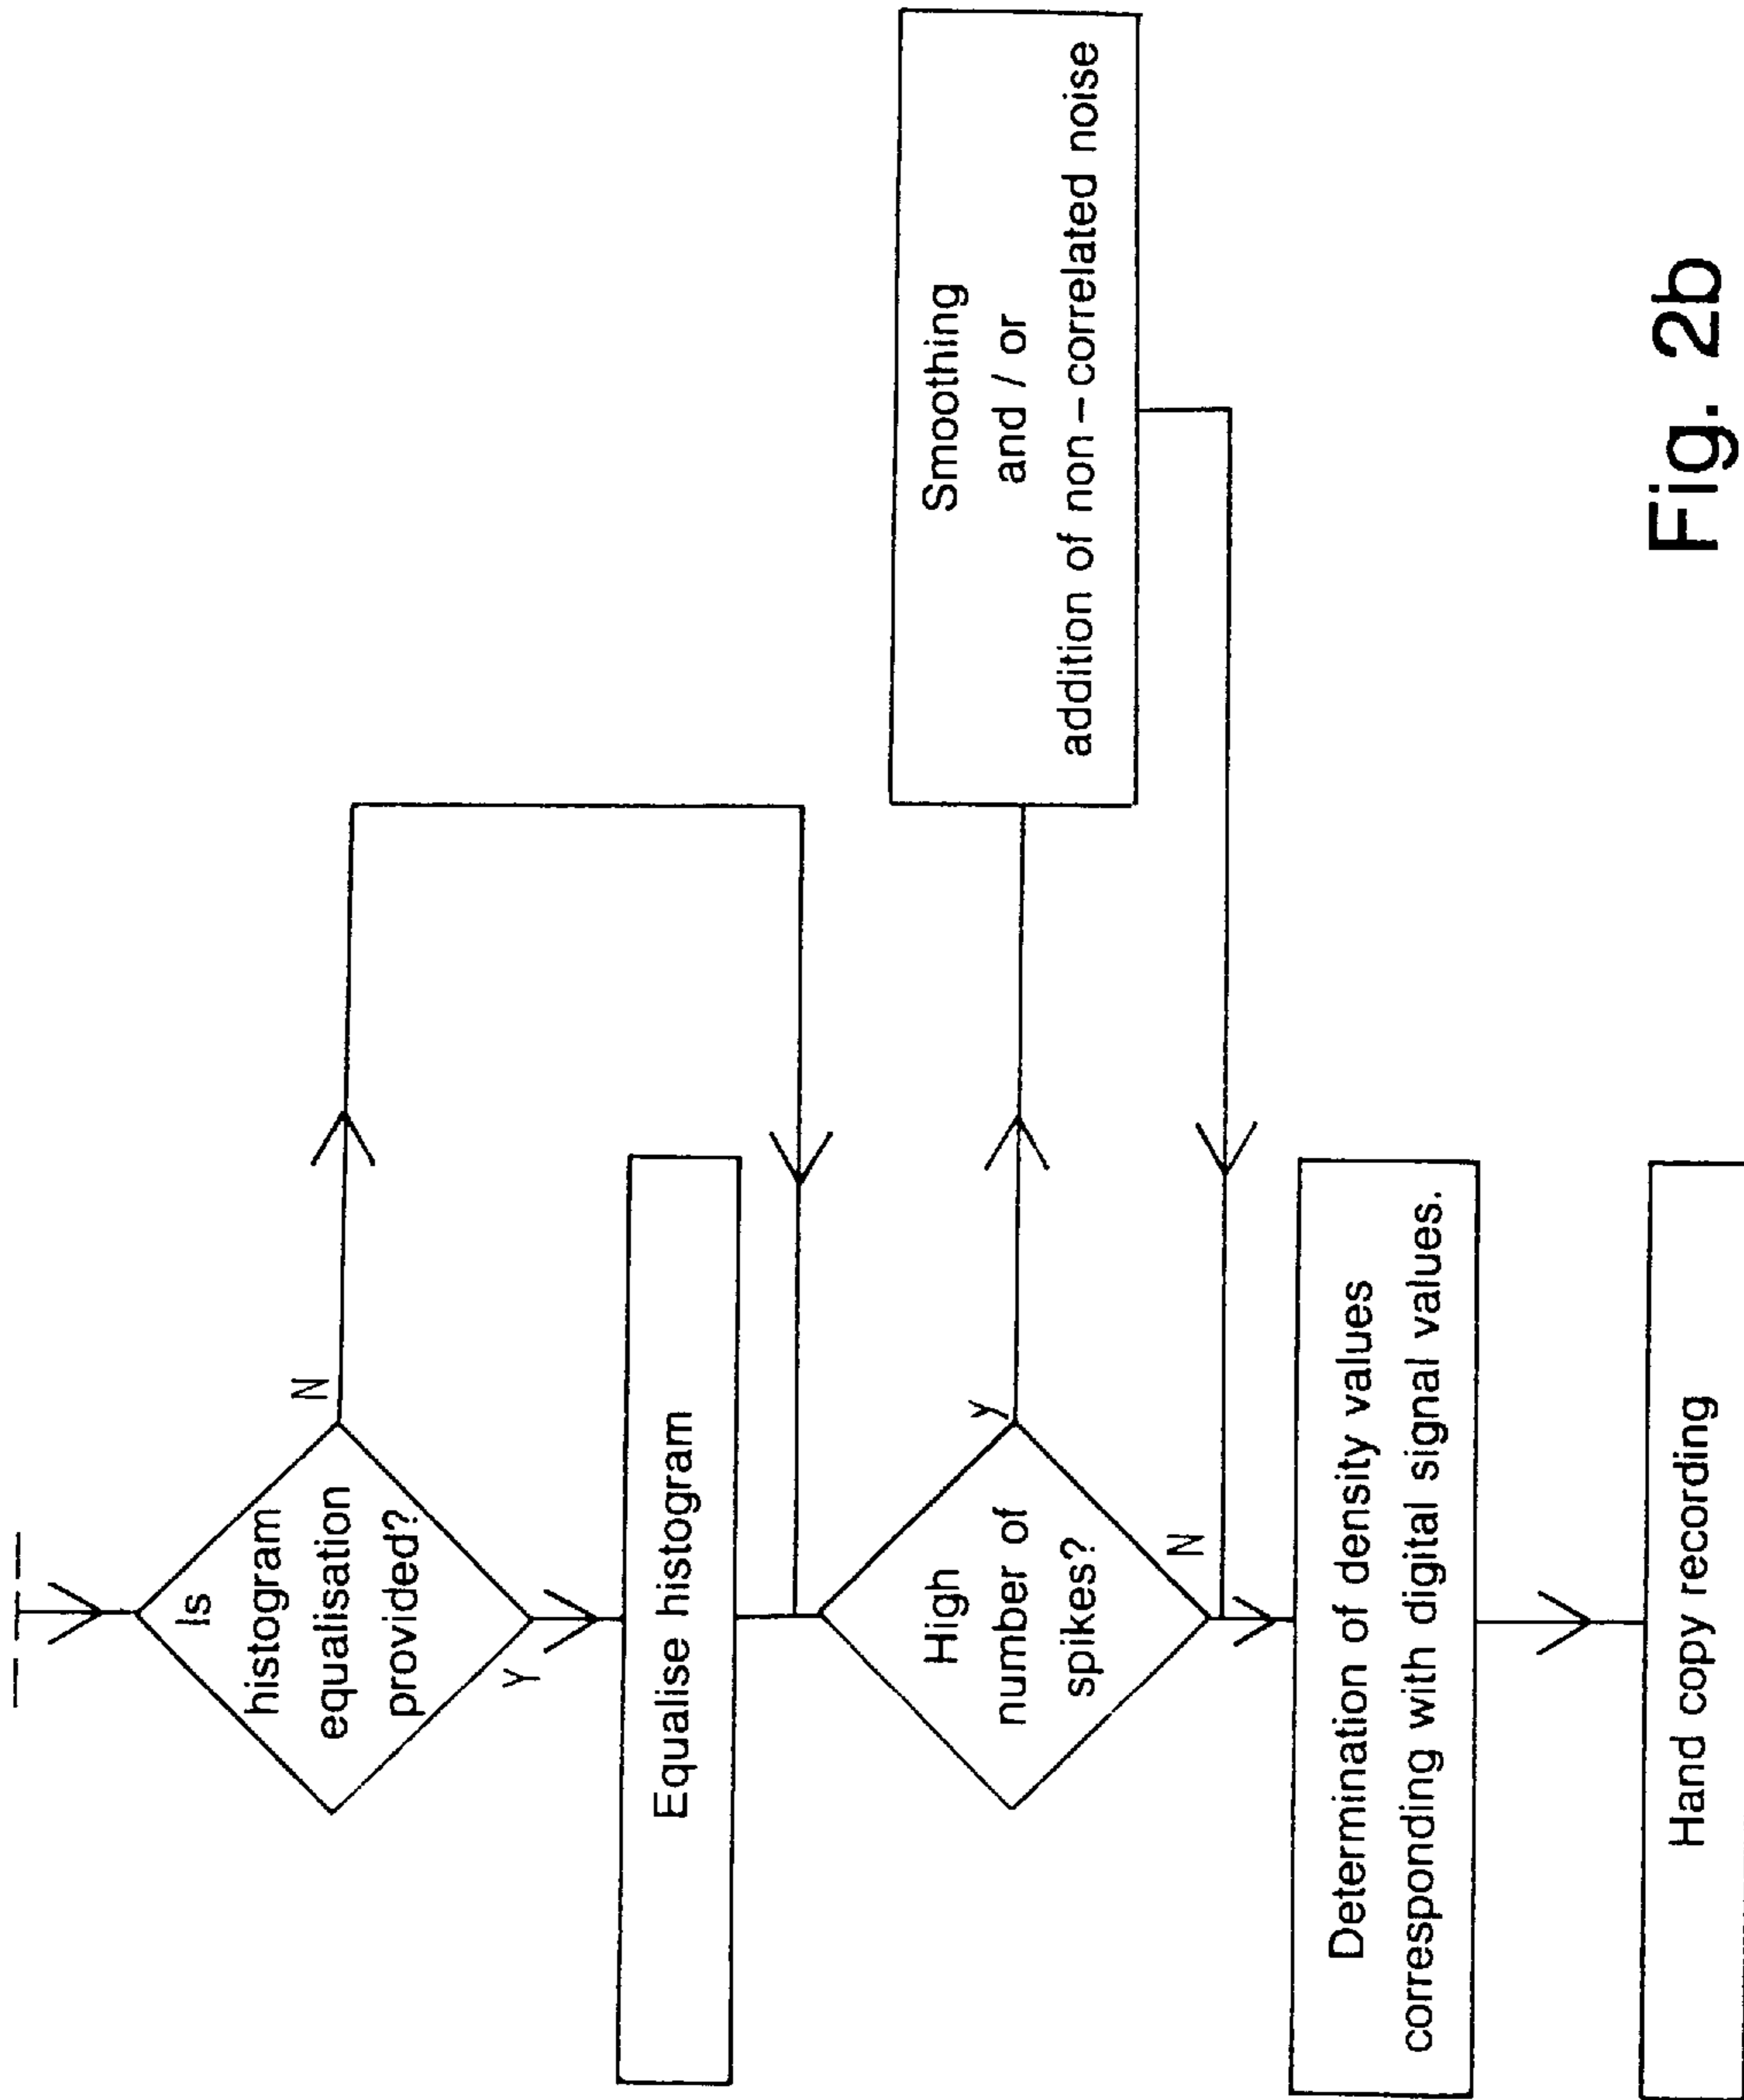 Is
histogram
equalisation
provided?
N
Y
Equalise histogram
High
number of
spikes?
y
N
Smoothing
and / or
addition of non-correlated noise
Determination of density values
corresponding with digital signal values.
Hand copy recording
Fig. 2b